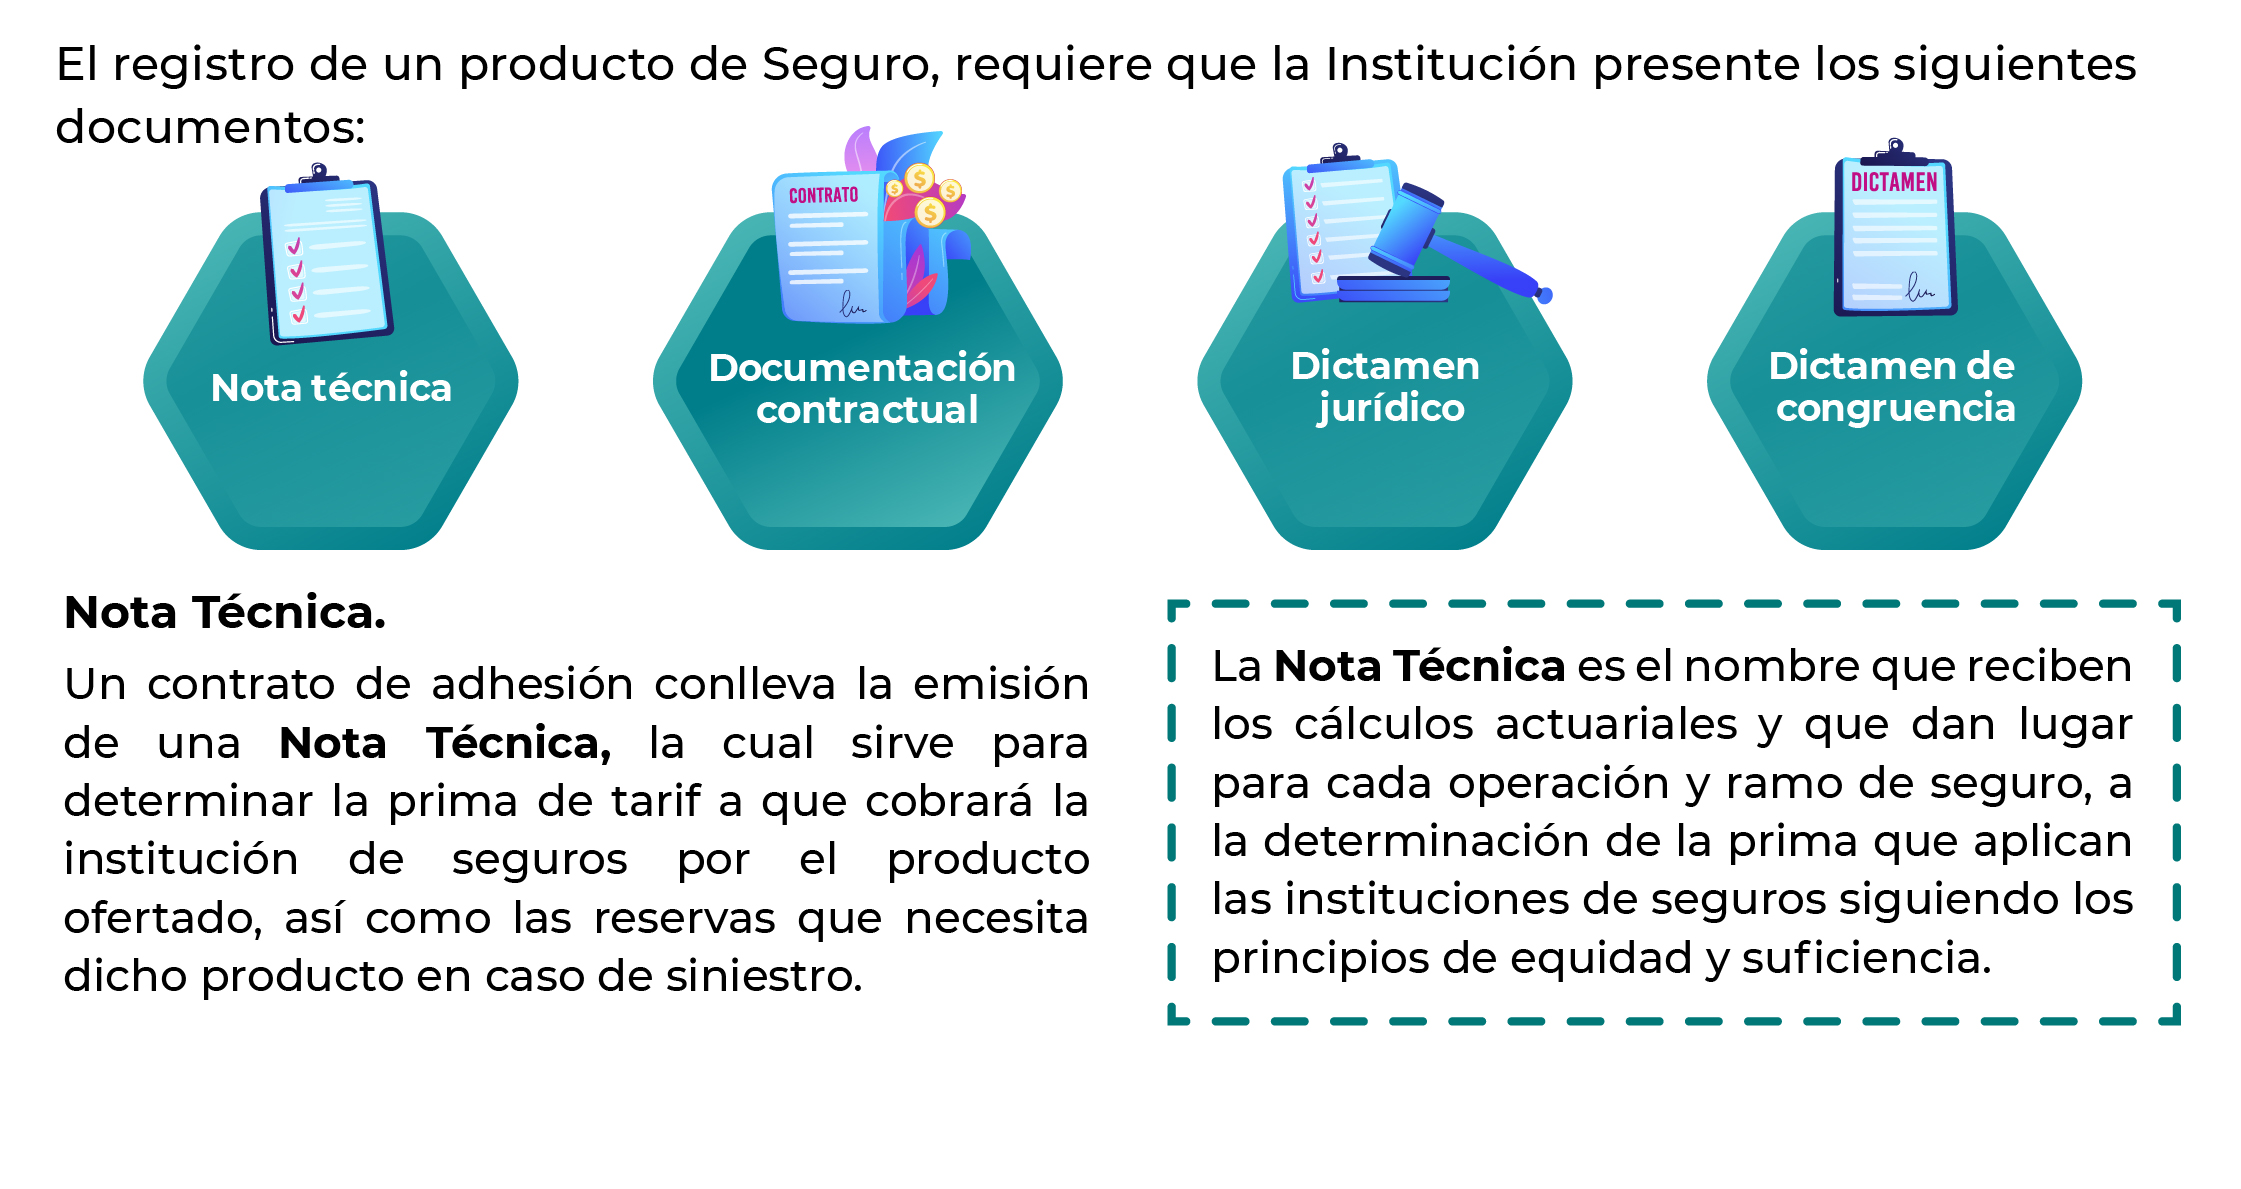 El registro de un producto de Seguro, requiere que la Institución presente los siguientes
documentos:
CONTRATO
DICTAMEN
Nota técnica
Documentación
contractual
Dictamen
jurídico
Dictamen de
congruencia
Nota Técnica.
Un contrato de adhesión conlleva la emisión
de una Nota Técnica, la cual sirve para
determinar la prima de tarif a que cobrará la
institución de seguros por el producto
ofertado, así como las reservas que necesita
dicho producto en caso de siniestro.
La Nota Técnica es el nombre que reciben
los cálculos actuariales y que dan lugar
para cada operación y ramo de seguro, a
la determinación de la prima que aplican
las instituciones de seguros siguiendo los
principios de equidad y suficiencia.